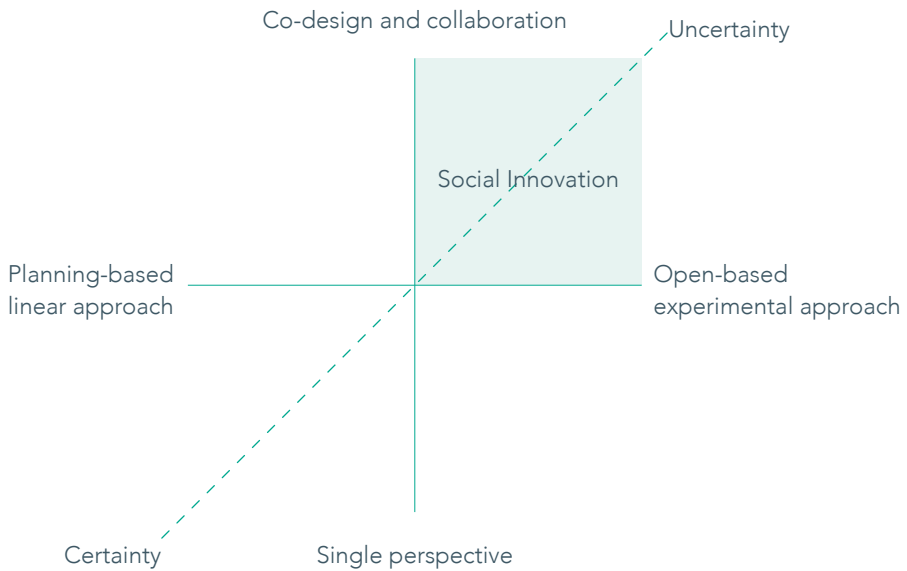 Co-design and collaboration
Uncertainty
Social Innovation
Planning-based
linear approach
Open-based
experimental approach
Certainty
Single perspective